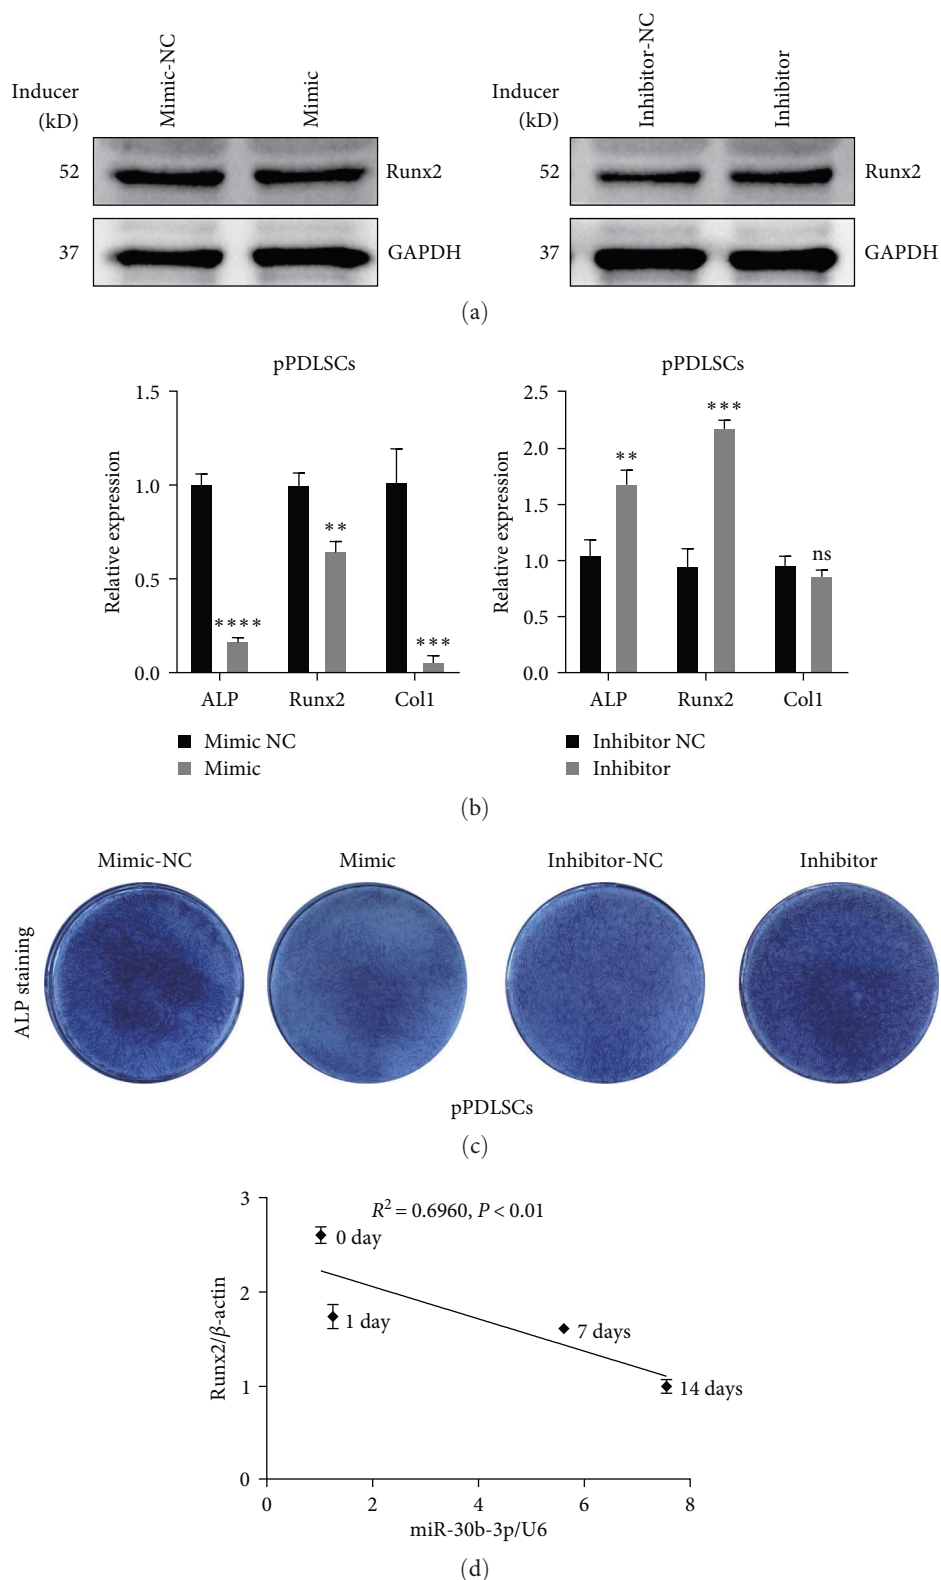 Mimic-NC
Mimic
Inhibitor-NC
Inhibitor
Inducer
(kD)
Inducer
(kD)
52
Runx2
52
Runx2
37
GAPDH
37
GAPDH
(a)
pPDLSCs
1.5
1.0
0.5
0.0
Relative expression
****
**
***
ALP
Runx2
Col1
Mimic NC
Mimic
pPDLSCs
2.5
2.0
1.5
1.0
0.5
0.0
Relative expression
**
***
ns
ALP
Runx2
Col1
Inhibitor NC
Inhibitor
(b)
Mimic-NC
Mimic
Inhibitor-NC
Inhibitor
ALP staining
pPDLSCs
(c)
3
2
1
0
Runx2/β-actin
R² = 0.6960, P < 0.01
0 day
1 day
7 days
14 days
0 2 4 6 8
miR-30b-3p/U6
(d)